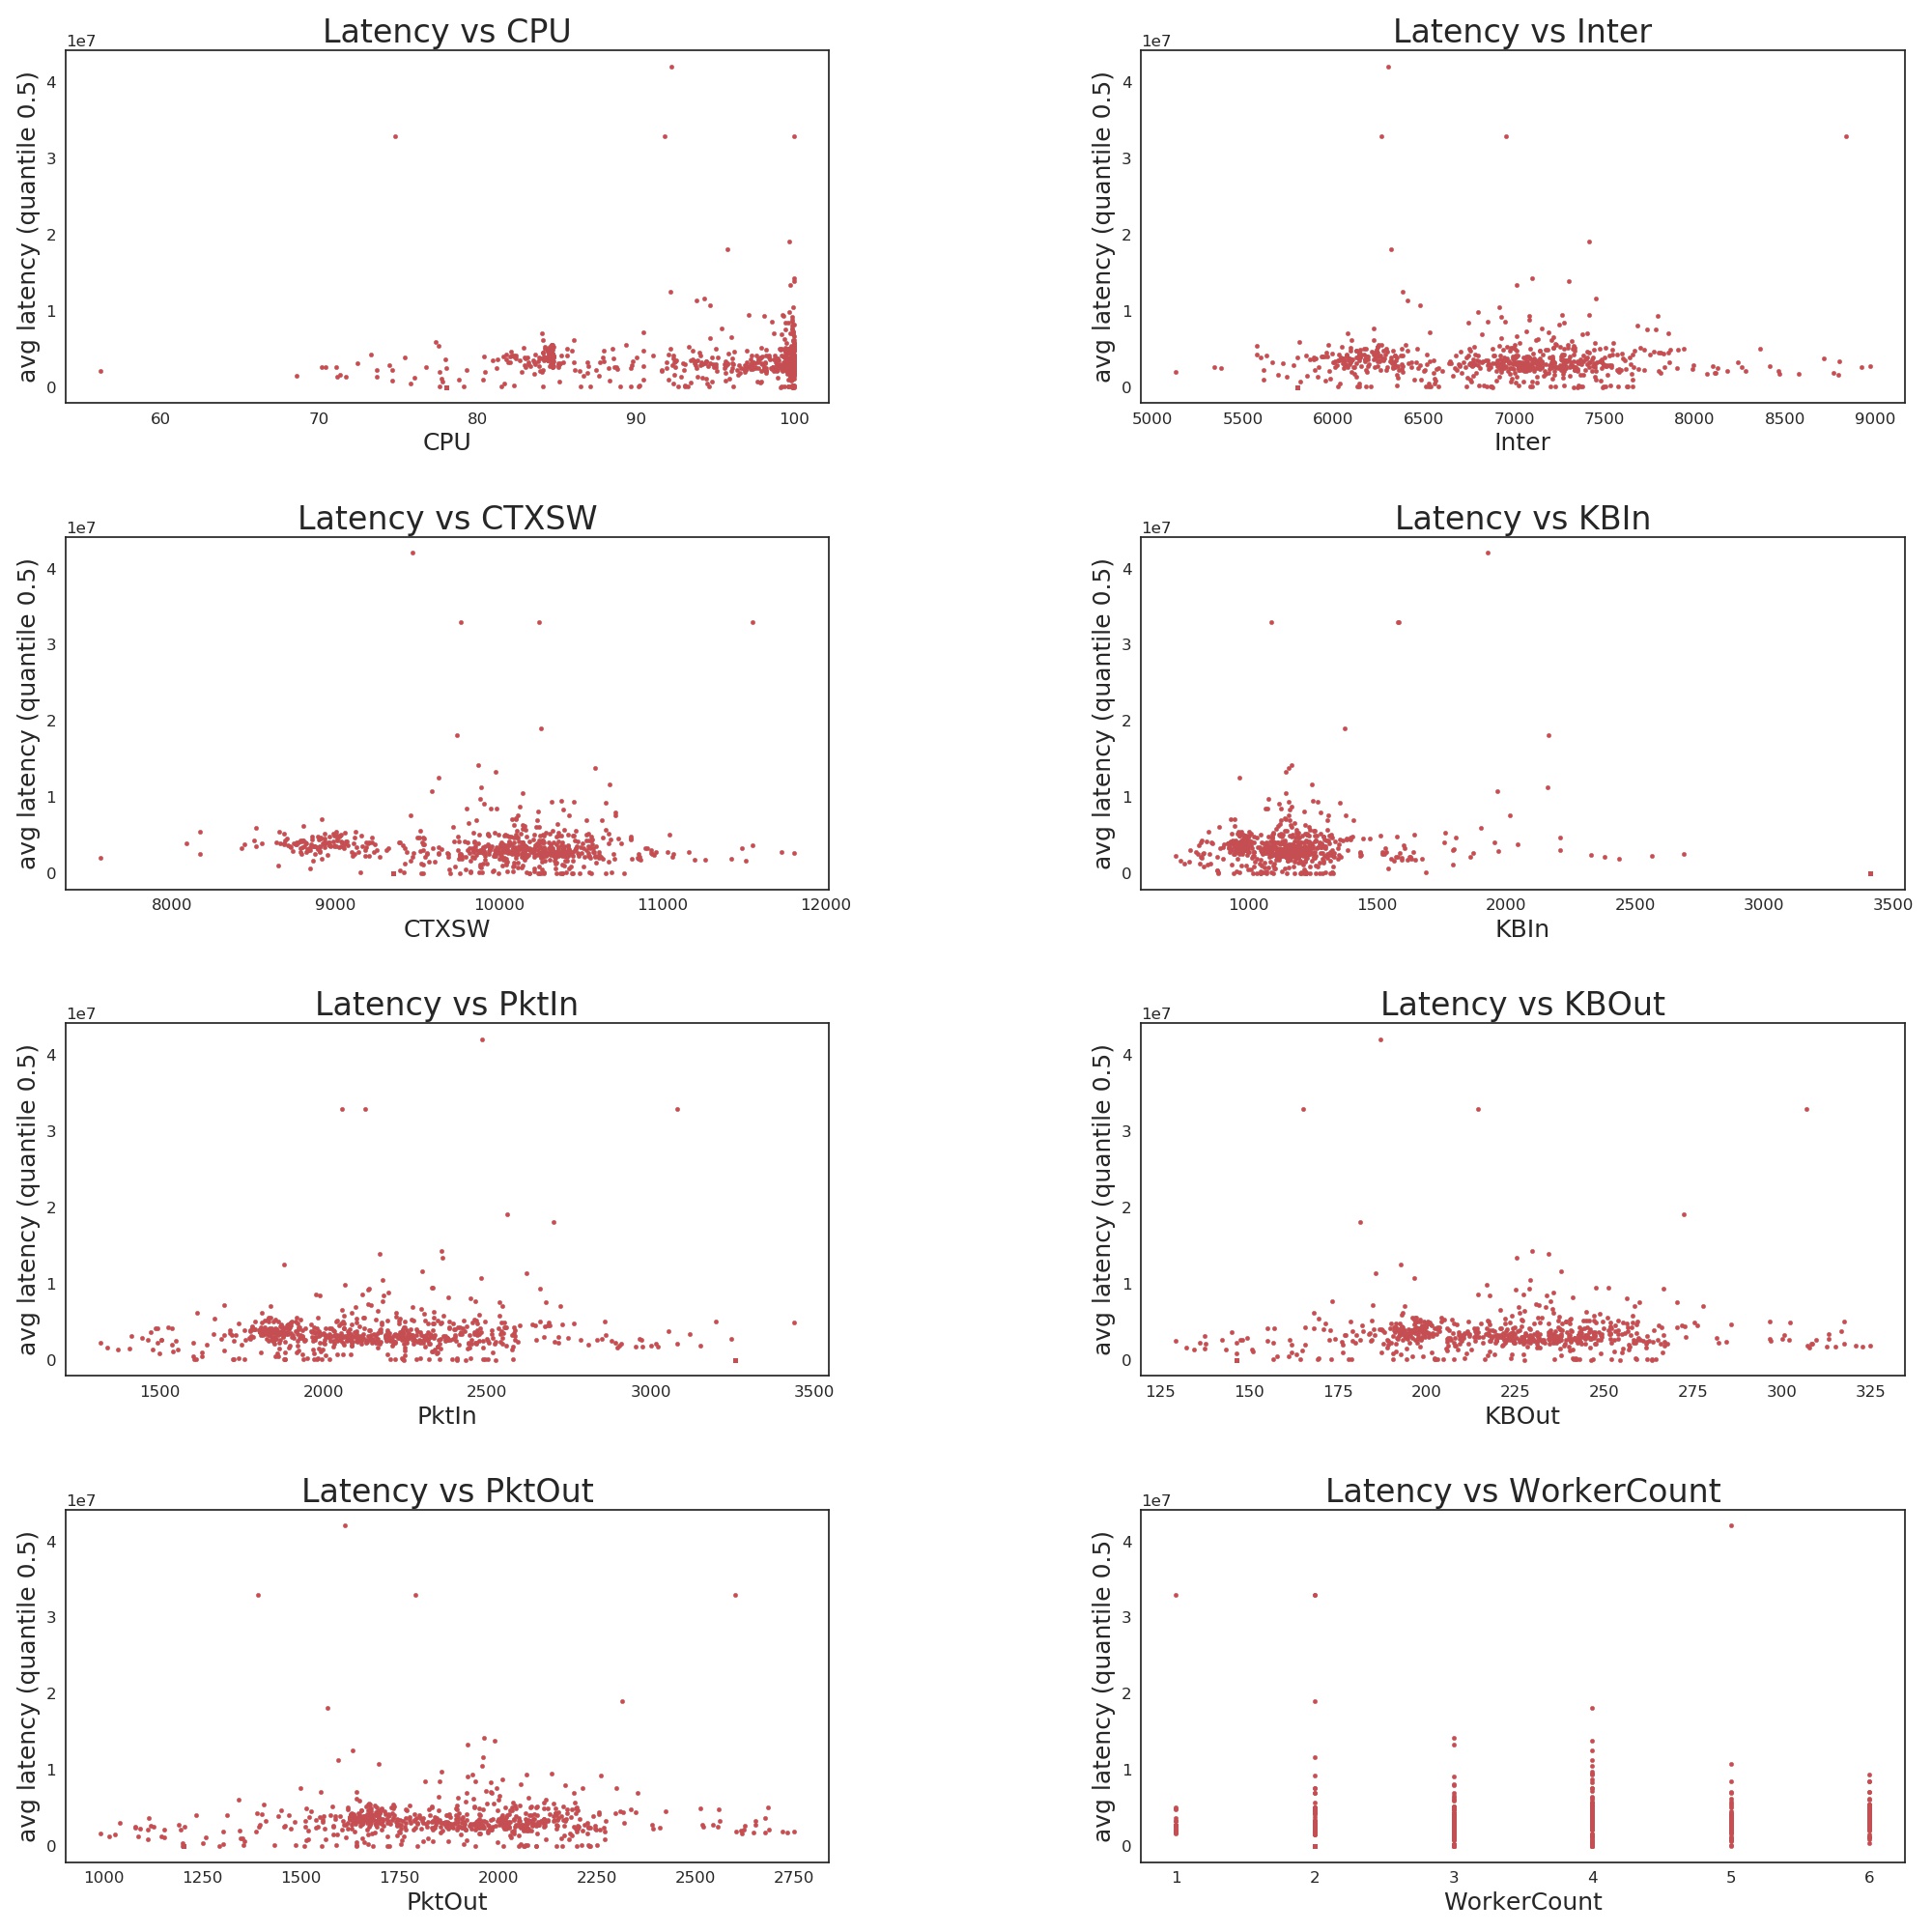 Latency vs CPU
1e7
avg latency (quantile 0.5)
4
3
2
1
0
60 70 80 90 100
CPU
Latency vs Inter
1e7
avg latency (quantile 0.5)
4
3
2
1
0
5000 5500 6000 6500 7000 7500 8000 8500 9000
Inter
Latency vs CTXSW
1e7
avg latency (quantile 0.5)
4
3
2
1
0
8000 9000 10000 11000 12000
CTXSW
Latency vs KBIn
1e7
avg latency (quantile 0.5)
4
3
2
1
0
1000 1500 2000 2500 3000 3500
KBIn
Latency vs PktIn
1e7
avg latency (quantile 0.5)
4
3
2
1
0
1500 2000 2500 3000 3500
PktIn
Latency vs KBOut
1e7
avg latency (quantile 0.5)
4
3
2
1
0
125 150 175 200 225 250 275 300 325
KBOut
Latency vs PktOut
1e7
avg latency (quantile 0.5)
4
3
2
1
0
1000 1250 1500 1750 2000 2250 2500 2750
PktOut
Latency vs WorkerCount
1e7
avg latency (quantile 0.5)
4
3
2
1
0
1 2 3 4 5 6
WorkerCount